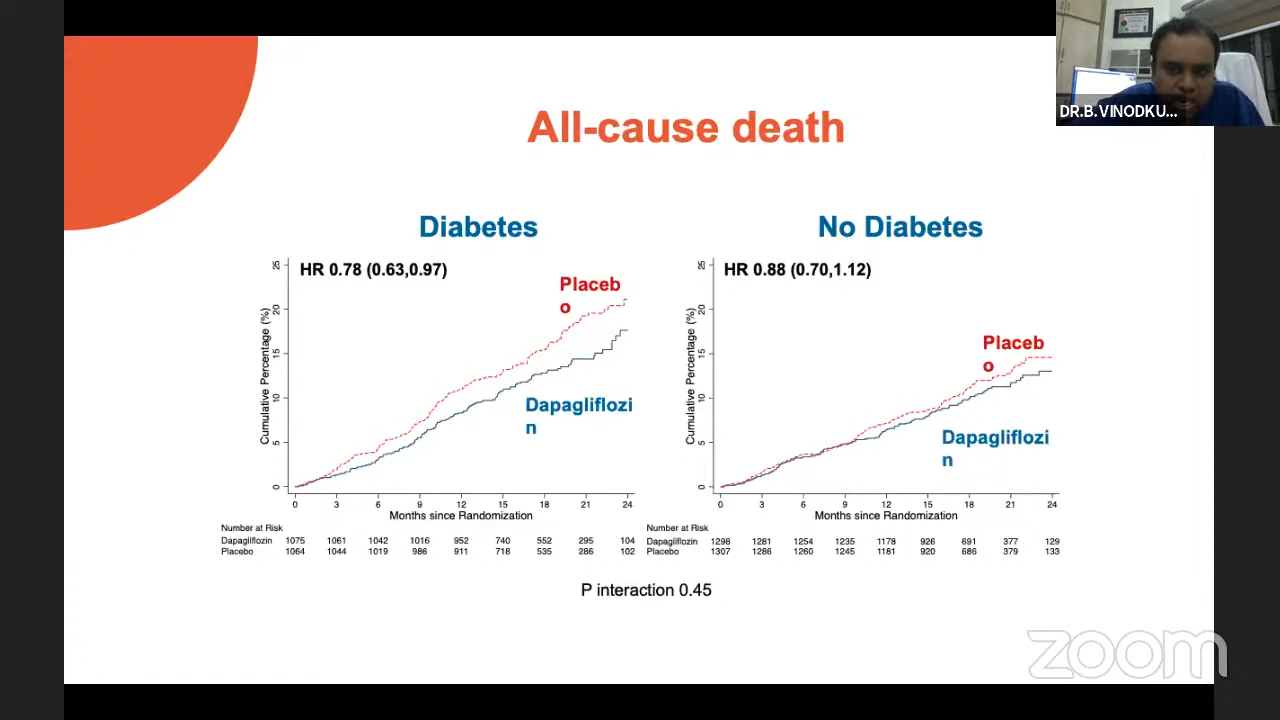 DR.B.VINODKU...
All-cause death
Diabetes
HR 0.78 (0.63,0.97)
Placeb
o
Dapagliflozi
n
Cumulative Percentage (%)
0 5 10 15 20 25
0 3 6 9 12 15 18 21 24
Months since Randomization
Number at Risk
Dapagliflozin 1075 1061 1042 1016 952 740 552 295 104
Placebo 1064 1044 1019 986 911 718 535 286 102
No Diabetes
HR 0.88 (0.70,1.12)
Placeb
o
Dapagliflozi
n
Cumulative Percentage (%)
0 5 10 15 20 25
0 3 6 9 12 15 18 21 24
Months since Randomization
Number at Risk
Dapagliflozin 1298 1281 1254 1235 1178 926 691 377 129
Placebo 1307 1286 1260 1245 1181 920 686 379 133
P interaction 0.45
zoom